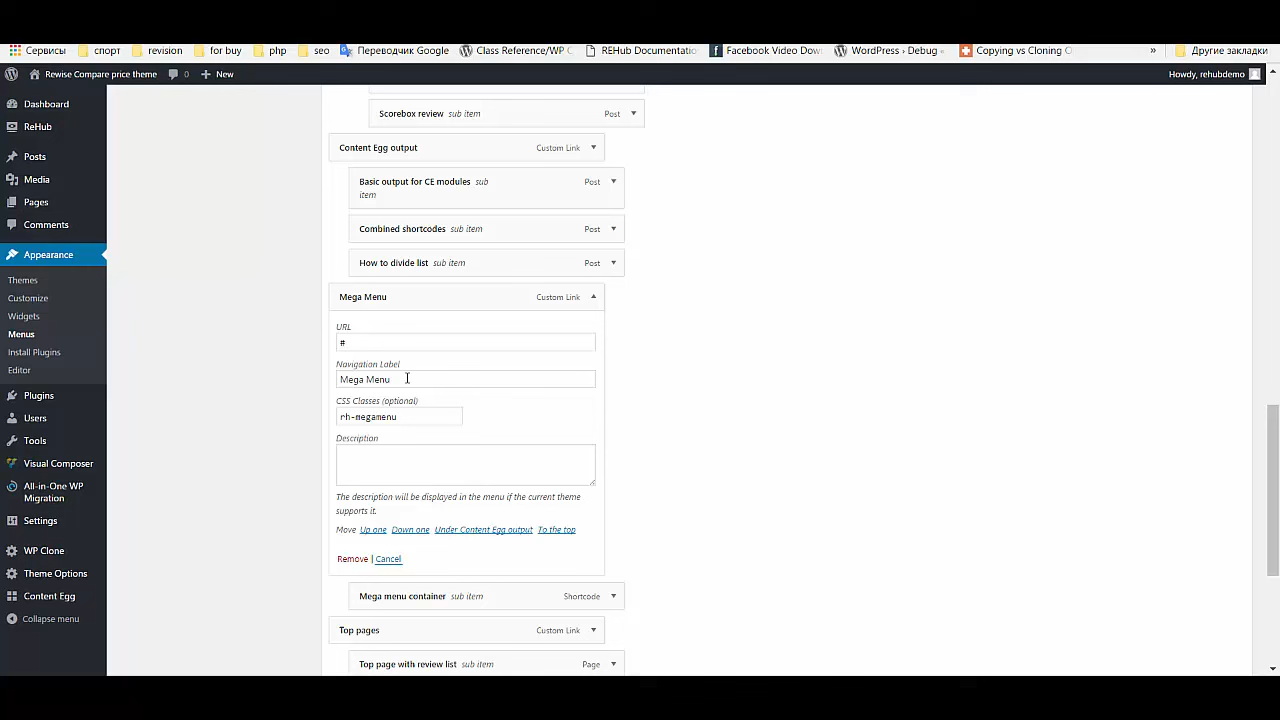 Сервисы спорт revision for buy php seo Переводчик Google Class Reference/WP REHub Documentatio Facebook Video Dow WordPress › Debug Copying vs Cloning » Другие закладки
Rewise Compare price theme 0 + New Howdy, rehubdemo
Dashboard
ReHub
Posts
Media
Pages
Comments
Appearance
Themes
Customize
Widgets
Menus
Install Plugins
Editor
Plugins
Users
Tools
Visual Composer
All-in-One WP
Migration
Settings
WP Clone
Theme Options
Content Egg
Collapse menu
Scorebox review sub item Post
Content Egg output Custom Link
Basic output for CE modules sub
item Post
Combined shortcodes sub item Post
How to divide list sub item Post
Mega Menu Custom Link
URL
#
Navigation Label
Mega Menu
CSS Classes (optional)
rh-megamenu
Description
The description will be displayed in the menu if the current theme
supports it.
Move Up one Down one Under Content Egg output To the top
Remove | Cancel
Mega menu container sub item Shortcode
Top pages Custom Link
Top page with review list sub item Page